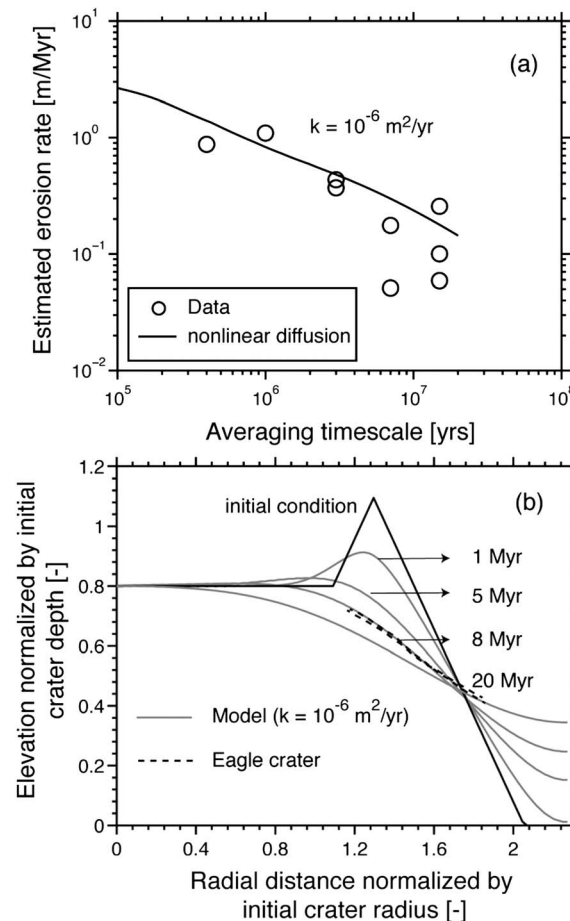 10^1
(a)
10^0
k = 10^-6 m^2/yr
10^-1
Data
nonlinear diffusion
10^-2
10^5
10^6
10^7
10^8
Estimated erosion rate [m/Myr]
Averaging timescale [yrs]
1.2
(b)
initial condition
1
1 Myr
0.8
5 Myr
0.6
8 Myr
20 Myr
0.4
Model (k = 10^-6 m^2/yr)
0.2
Eagle crater
0
0
0.4
0.8
1.2
1.6
2
Elevation normalized by initial
crater depth [-]
Radial distance normalized by
initial crater radius [-]